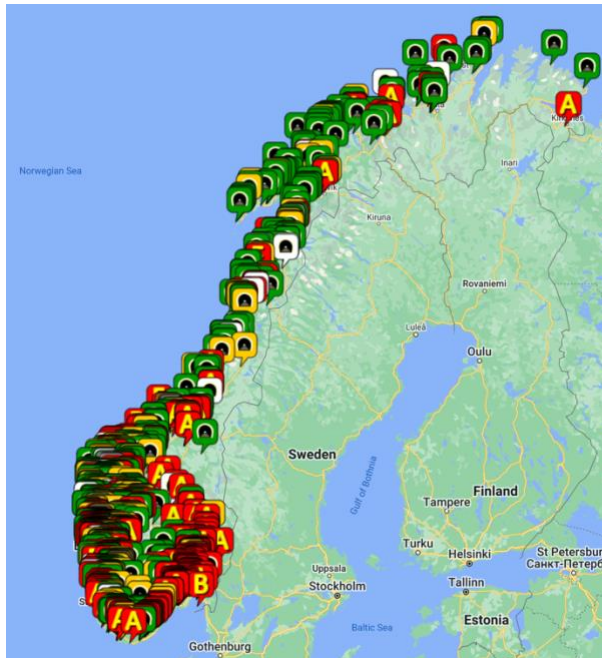 A
A
Kirkenes
Norwegian Sea
Inari
A
Kiruna
Rovaniemi
Luleå
Oulu
A
A
Sweden
Gulf of Bothnia
Finland
A
A
Tampere
A
Turku
Helsinki
St Petersburg
Санкт-Петерб
Uppsala
Stockholm
Tallinn
B
A
A
Estonia
Baltic Sea
Gothenburg